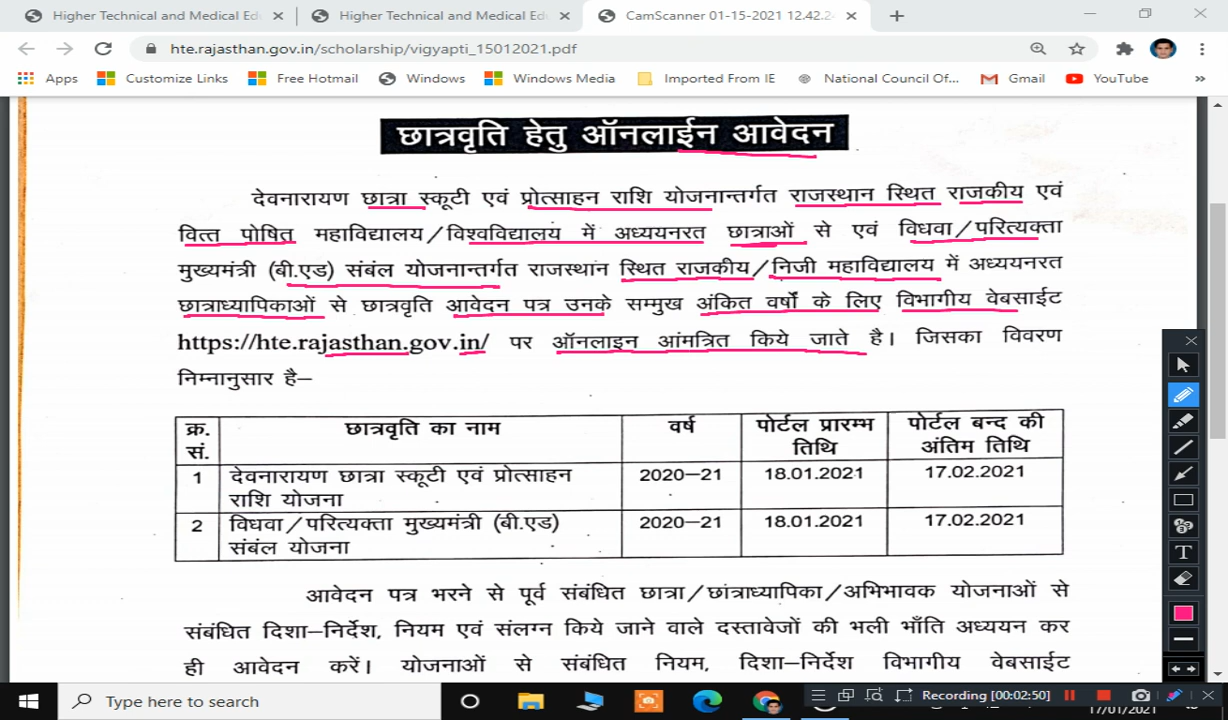 Higher Technical and Medical Ed
Higher Technical and Medical Ed
CamScanner 01-15-2021 12.42.2
hte.rajasthan.gov.in/scholarship/vigyapti_15012021.pdf
Apps
Customize Links
Free Hotmail
Windows
Windows Media
Imported From IE
National Council Of...
Gmail
YouTube
छात्रवृति हेतु ऑनलाईन आवेदन
देवनारायण छात्रा स्कूटी एवं प्रोत्साहन राशि योजनान्तर्गत राजस्थान स्थित राजकीय एवं
वित्त पोषित महाविद्यालय/विश्वविद्यालय में अध्ययनरत छात्राओं से एवं विधवा/परित्यक्ता
मुख्यमंत्री (बी.एड) संबंल योजनान्तर्गत राजस्थान स्थित राजकीय/निजी महाविद्यालय में अध्ययनरत
छात्राध्यापिकाओं से छात्रवृति आवेदन पत्र उनके सम्मुख अंकित वर्षों के लिए विभागीय वेबसाईट
https://hte.rajasthan.gov.in/ पर ऑनलाइन आंमत्रित किये जाते है। जिसका विवरण
निम्नानुसार है–
क्र. सं. छात्रवृति का नाम वर्ष पोर्टल प्रारम्भ तिथि पोर्टल बन्द की अंतिम तिथि
1 देवनारायण छात्रा स्कूटी एवं प्रोत्साहन राशि योजना 2020–21 18.01.2021 17.02.2021
2 विधवा/परित्यक्ता मुख्यमंत्री (बी.एड) संबंल योजना 2020–21 18.01.2021 17.02.2021
आवेदन पत्र भरने से पूर्व संबंधित छात्रा/छांत्राध्यापिका/अभिभावक योजनाओं से
संबंधित दिशा–निर्देश, नियम एवं संलग्न किये जाने वाले दस्तावेजों की भली भाँति अध्ययन कर
ही आवेदन करें। योजनाओं से संबंधित नियम, दिशा–निर्देश विभागीय वेबसाईट
Type here to search
Recording [00:02:50]
17/01/2021